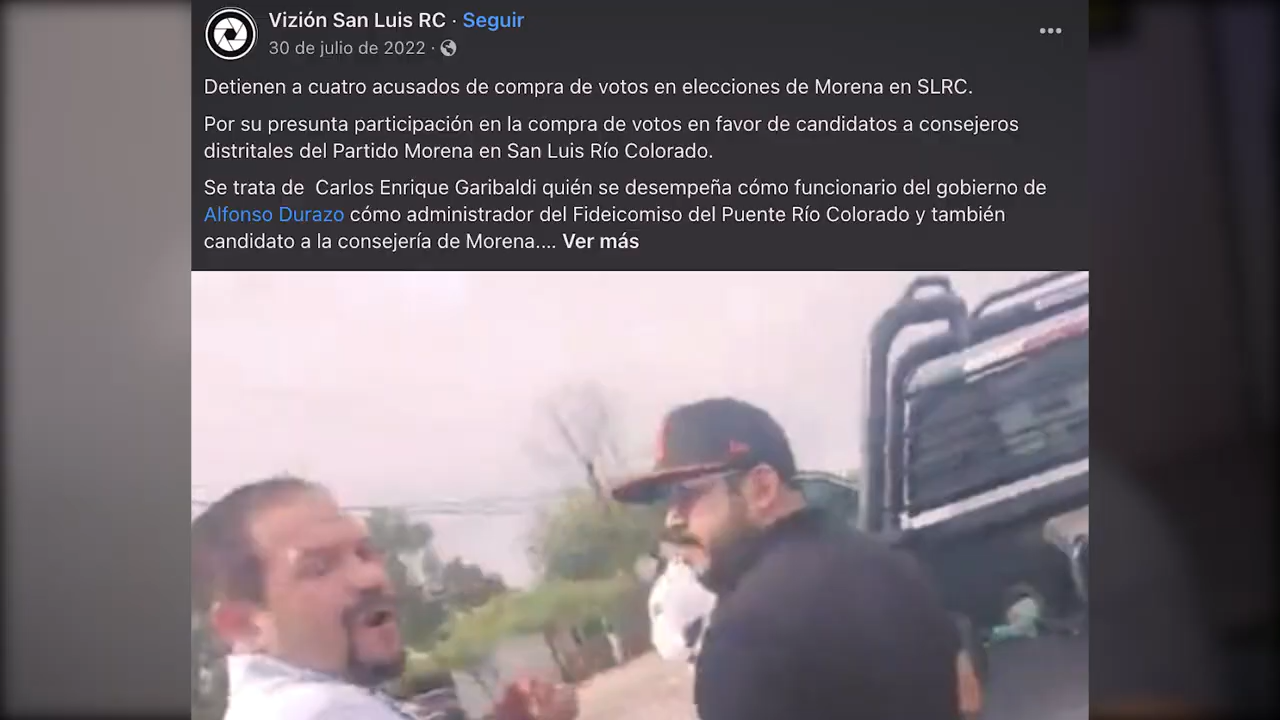 Vizión San Luis RC · Seguir
30 de julio de 2022 ·
Detienen a cuatro acusados de compra de votos en elecciones de Morena en SLRC.
Por su presunta participación en la compra de votos en favor de candidatos a consejeros
distritales del Partido Morena en San Luis Río Colorado.
Se trata de  Carlos Enrique Garibaldi quién se desempeña cómo funcionario del gobierno de
Alfonso Durazo cómo administrador del Fideicomiso del Puente Río Colorado y también
candidato a la consejería de Morena.... Ver más